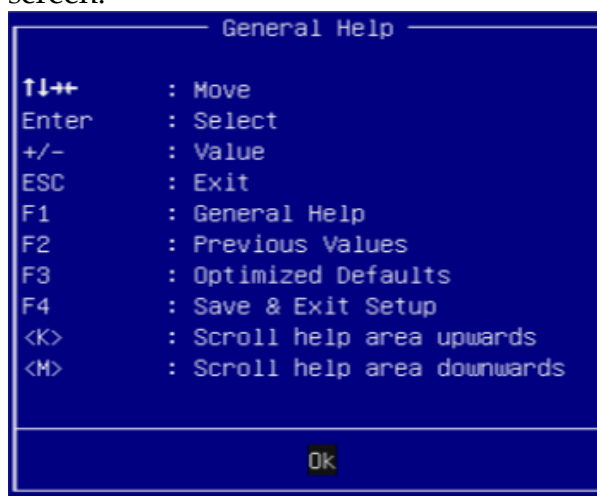 screen.
General Help
↑↓→← : Move
Enter : Select
+/- : Value
ESC : Exit
F1 : General Help
F2 : Previous Values
F3 : Optimized Defaults
F4 : Save & Exit Setup
<K> : Scroll help area upwards
<M> : Scroll help area downwards
Ok